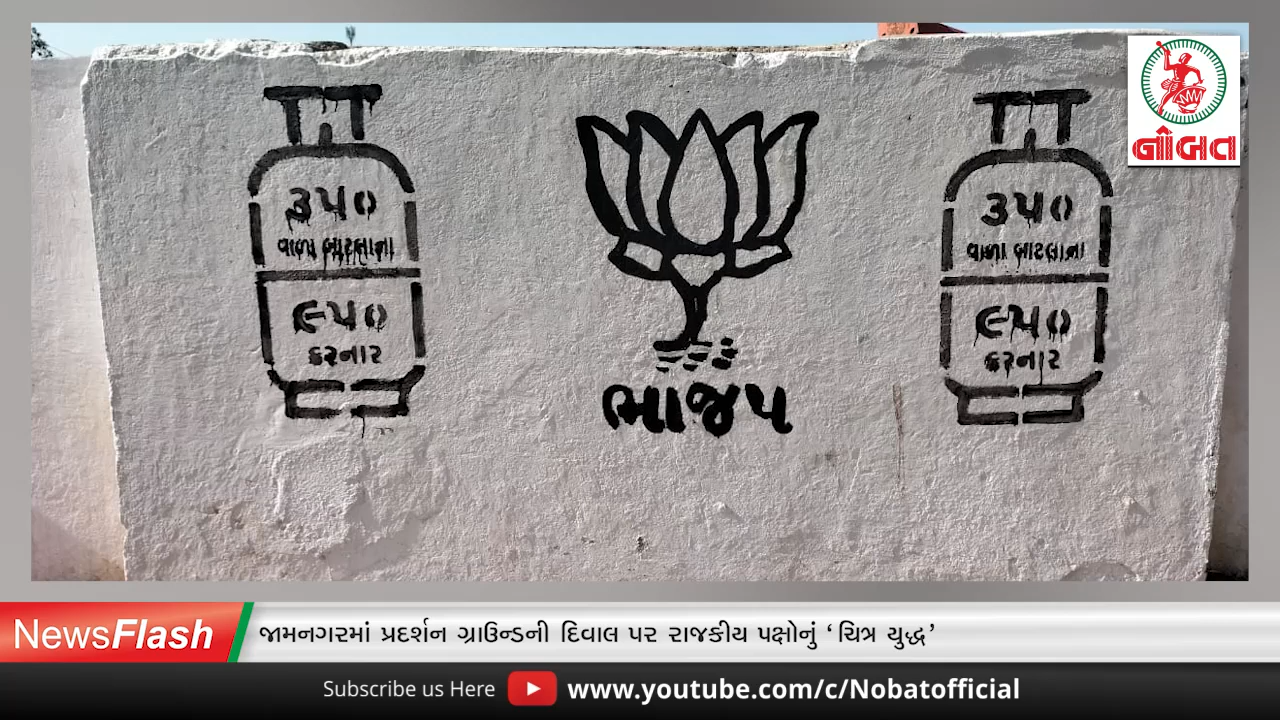 નોબત
૩૫૦
વાળા બાટલાના
૯૫૦
કરનાર
ભાજપ
૩૫૦
વાળા બાટલાના
૯૫૦
કરનાર
NewsFlash
જામનગરમાં પ્રદર્શન ગ્રાઉન્ડની દિવાલ પર રાજકીય પક્ષોનું ‘ચિત્ર યુદ્ધ’
Subscribe us Here
www.youtube.com/c/Nobatofficial